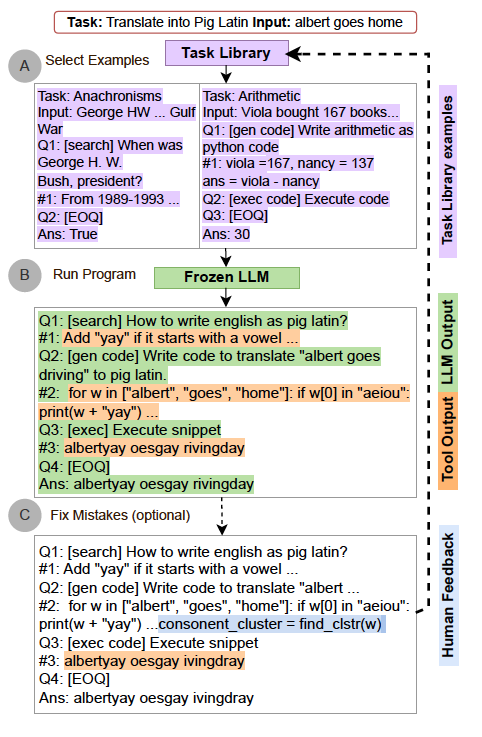 Task: Translate into Pig Latin Input: albert goes home
A
Select Examples
Task Library
Task: Anachronisms
Input: George HW ... Gulf
War
Q1: [search] When was
George H. W.
Bush, president?
#1: From 1989-1993 ...
Q2: [EOQ]
Ans: True
Task: Arithmetic
Input: Viola bought 167 books...
Q1: [gen code] Write arithmetic as
python code
#1: viola =167, nancy = 137
ans = viola - nancy
Q2: [exec code] Execute code
Q3: [EOQ]
Ans: 30
Task Library examples
B
Run Program
Frozen LLM
Q1: [search] How to write english as pig latin?
#1: Add "yay" if it starts with a vowel ...
Q2: [gen code] Write code to translate "albert goes
driving" to pig latin.
#2: for w in ["albert", "goes", "home"]: if w[0] in "aeiou":
print(w + "yay") ...
Q3: [exec] Execute snippet
#3: albertyay oesgay rivingday
Q4: [EOQ]
Ans: albertyay oesgay rivingday
LLM Output
Tool Output
C
Fix Mistakes (optional)
Q1: [search] How to write english as pig latin?
#1: Add "yay" if it starts with a vowel ...
Q2: [gen code] Write code to translate "albert ...
#2: for w in ["albert", "goes", "home"]: if w[0] in "aeiou":
print(w + "yay") ...consonent_cluster = find_clstr(w)
Q3: [exec code] Execute snippet
#3: albertyay oesgay ivingdray
Q4: [EOQ]
Ans: albertyay oesgay ivingdray
Human Feedback